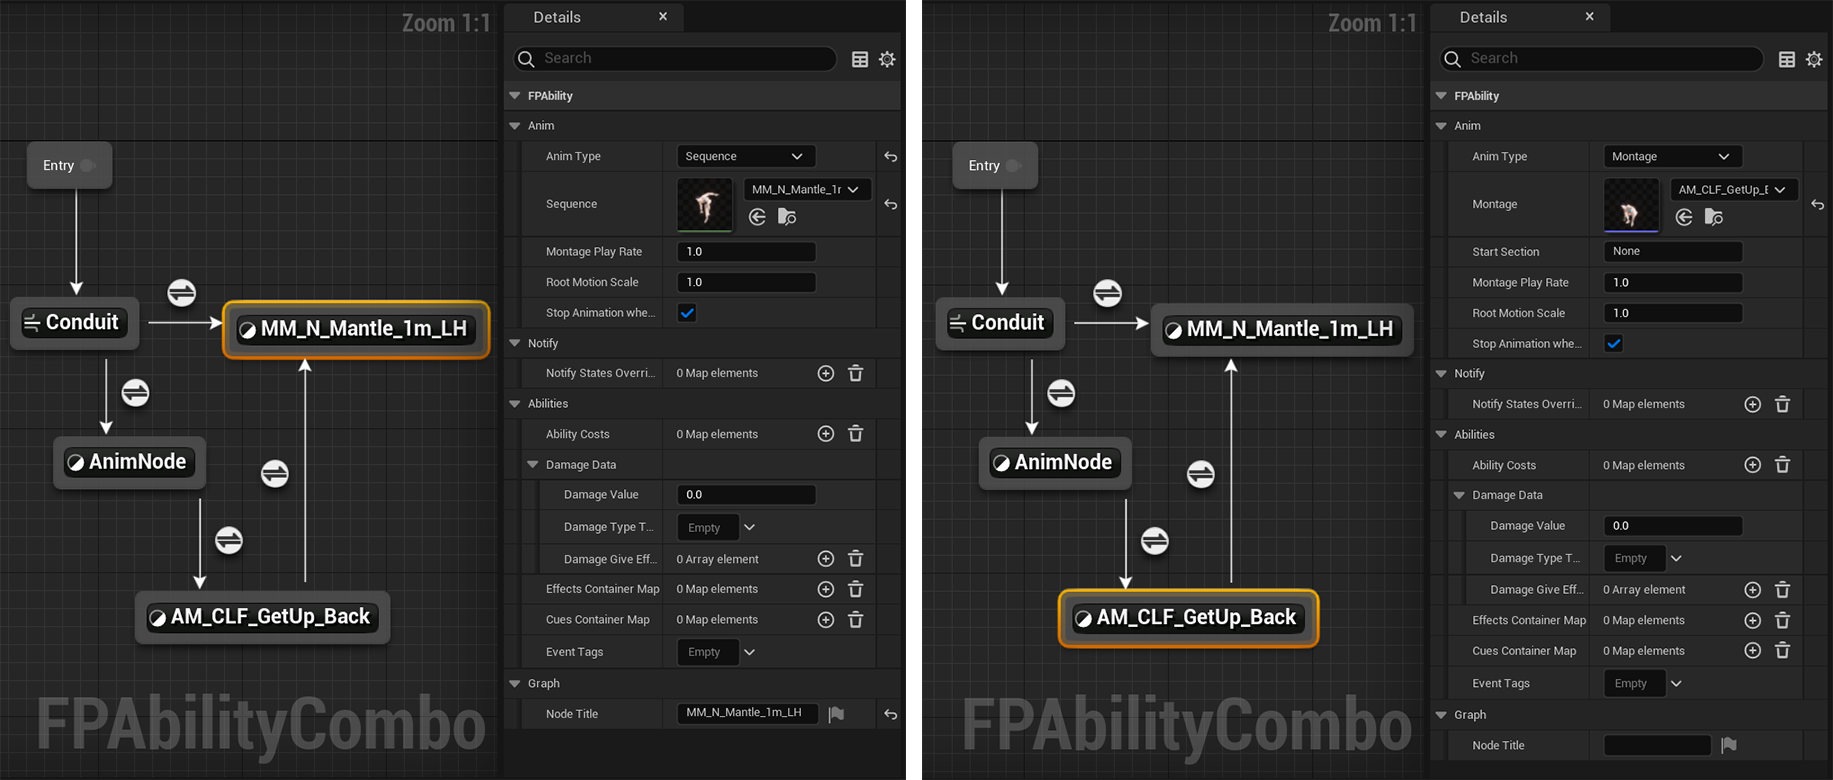 Zoom 1:1
Entry
Conduit
MM_N_Mantle_1m_LH
AnimNode
AM_CLF_GetUp_Back
FPAbilityCombo
Details
Search
FPAbility
Anim
Anim Type Sequence
Sequence MM_N_Mantle_1r
Montage Play Rate 1.0
Root Motion Scale 1.0
Stop Animation whe...
Notify
Notify States Overri... 0 Map elements
Abilities
Ability Costs 0 Map elements
Damage Data
Damage Value 0.0
Damage Type T... Empty
Damage Give Eff... 0 Array element
Effects Container Map 0 Map elements
Cues Container Map 0 Map elements
Event Tags Empty
Graph
Node Title MM_N_Mantle_1m_LH
Zoom 1:1
Entry
Conduit
MM_N_Mantle_1m_LH
AnimNode
AM_CLF_GetUp_Back
FPAbilityCombo
Details
Search
FPAbility
Anim
Anim Type Montage
Montage AM_CLF_GetUp_E
Start Section None
Montage Play Rate 1.0
Root Motion Scale 1.0
Stop Animation whe...
Notify
Notify States Overri... 0 Map elements
Abilities
Ability Costs 0 Map elements
Damage Data
Damage Value 0.0
Damage Type T... Empty
Damage Give Eff... 0 Array element
Effects Container Map 0 Map elements
Cues Container Map 0 Map elements
Event Tags Empty
Graph
Node Title